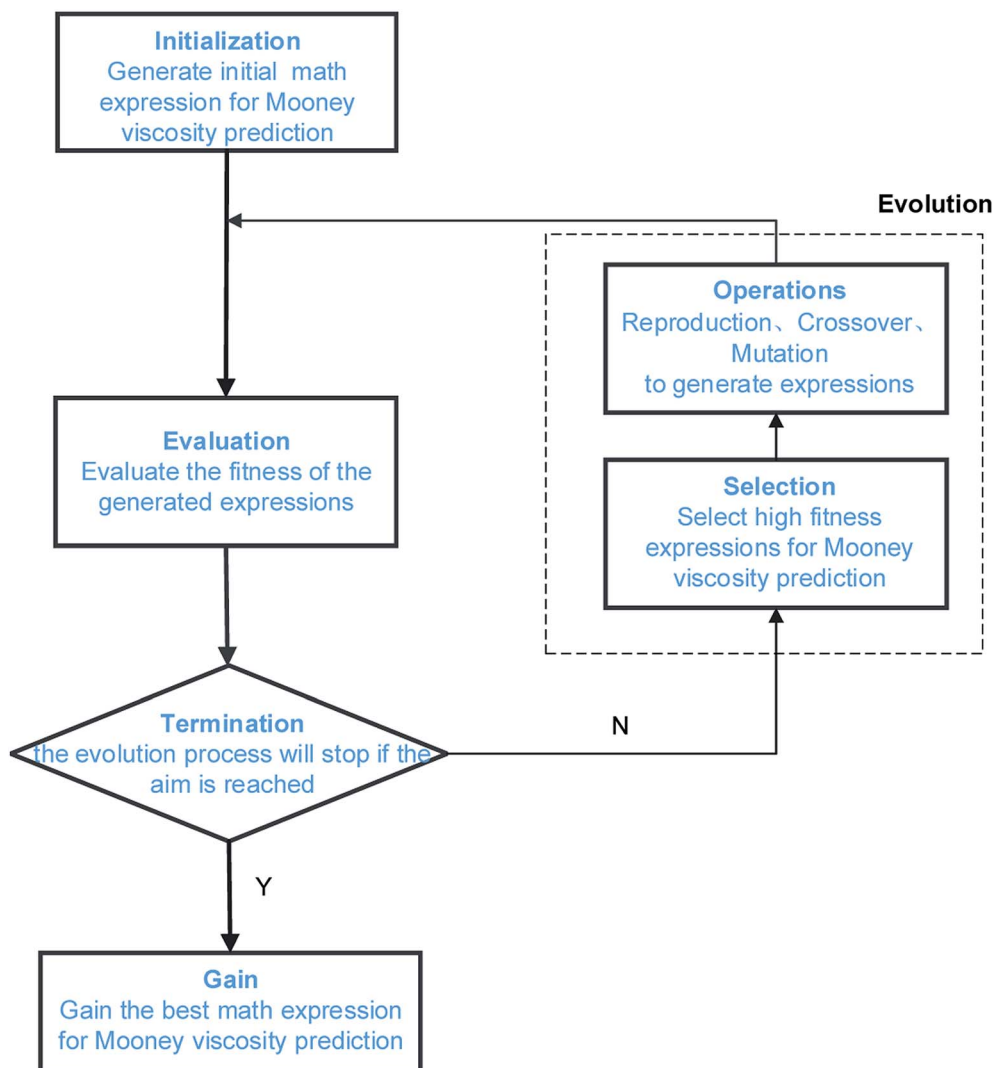 Initialization
Generate initial math
expression for Mooney
viscosity prediction
Evolution
Operations
Reproduction、Crossover、
Mutation
to generate expressions
Evaluation
Evaluate the fitness of the
generated expressions
Selection
Select high fitness
expressions for Mooney
viscosity prediction
Termination
the evolution process will stop if the
aim is reached
N
Y
Gain
Gain the best math expression
for Mooney viscosity prediction